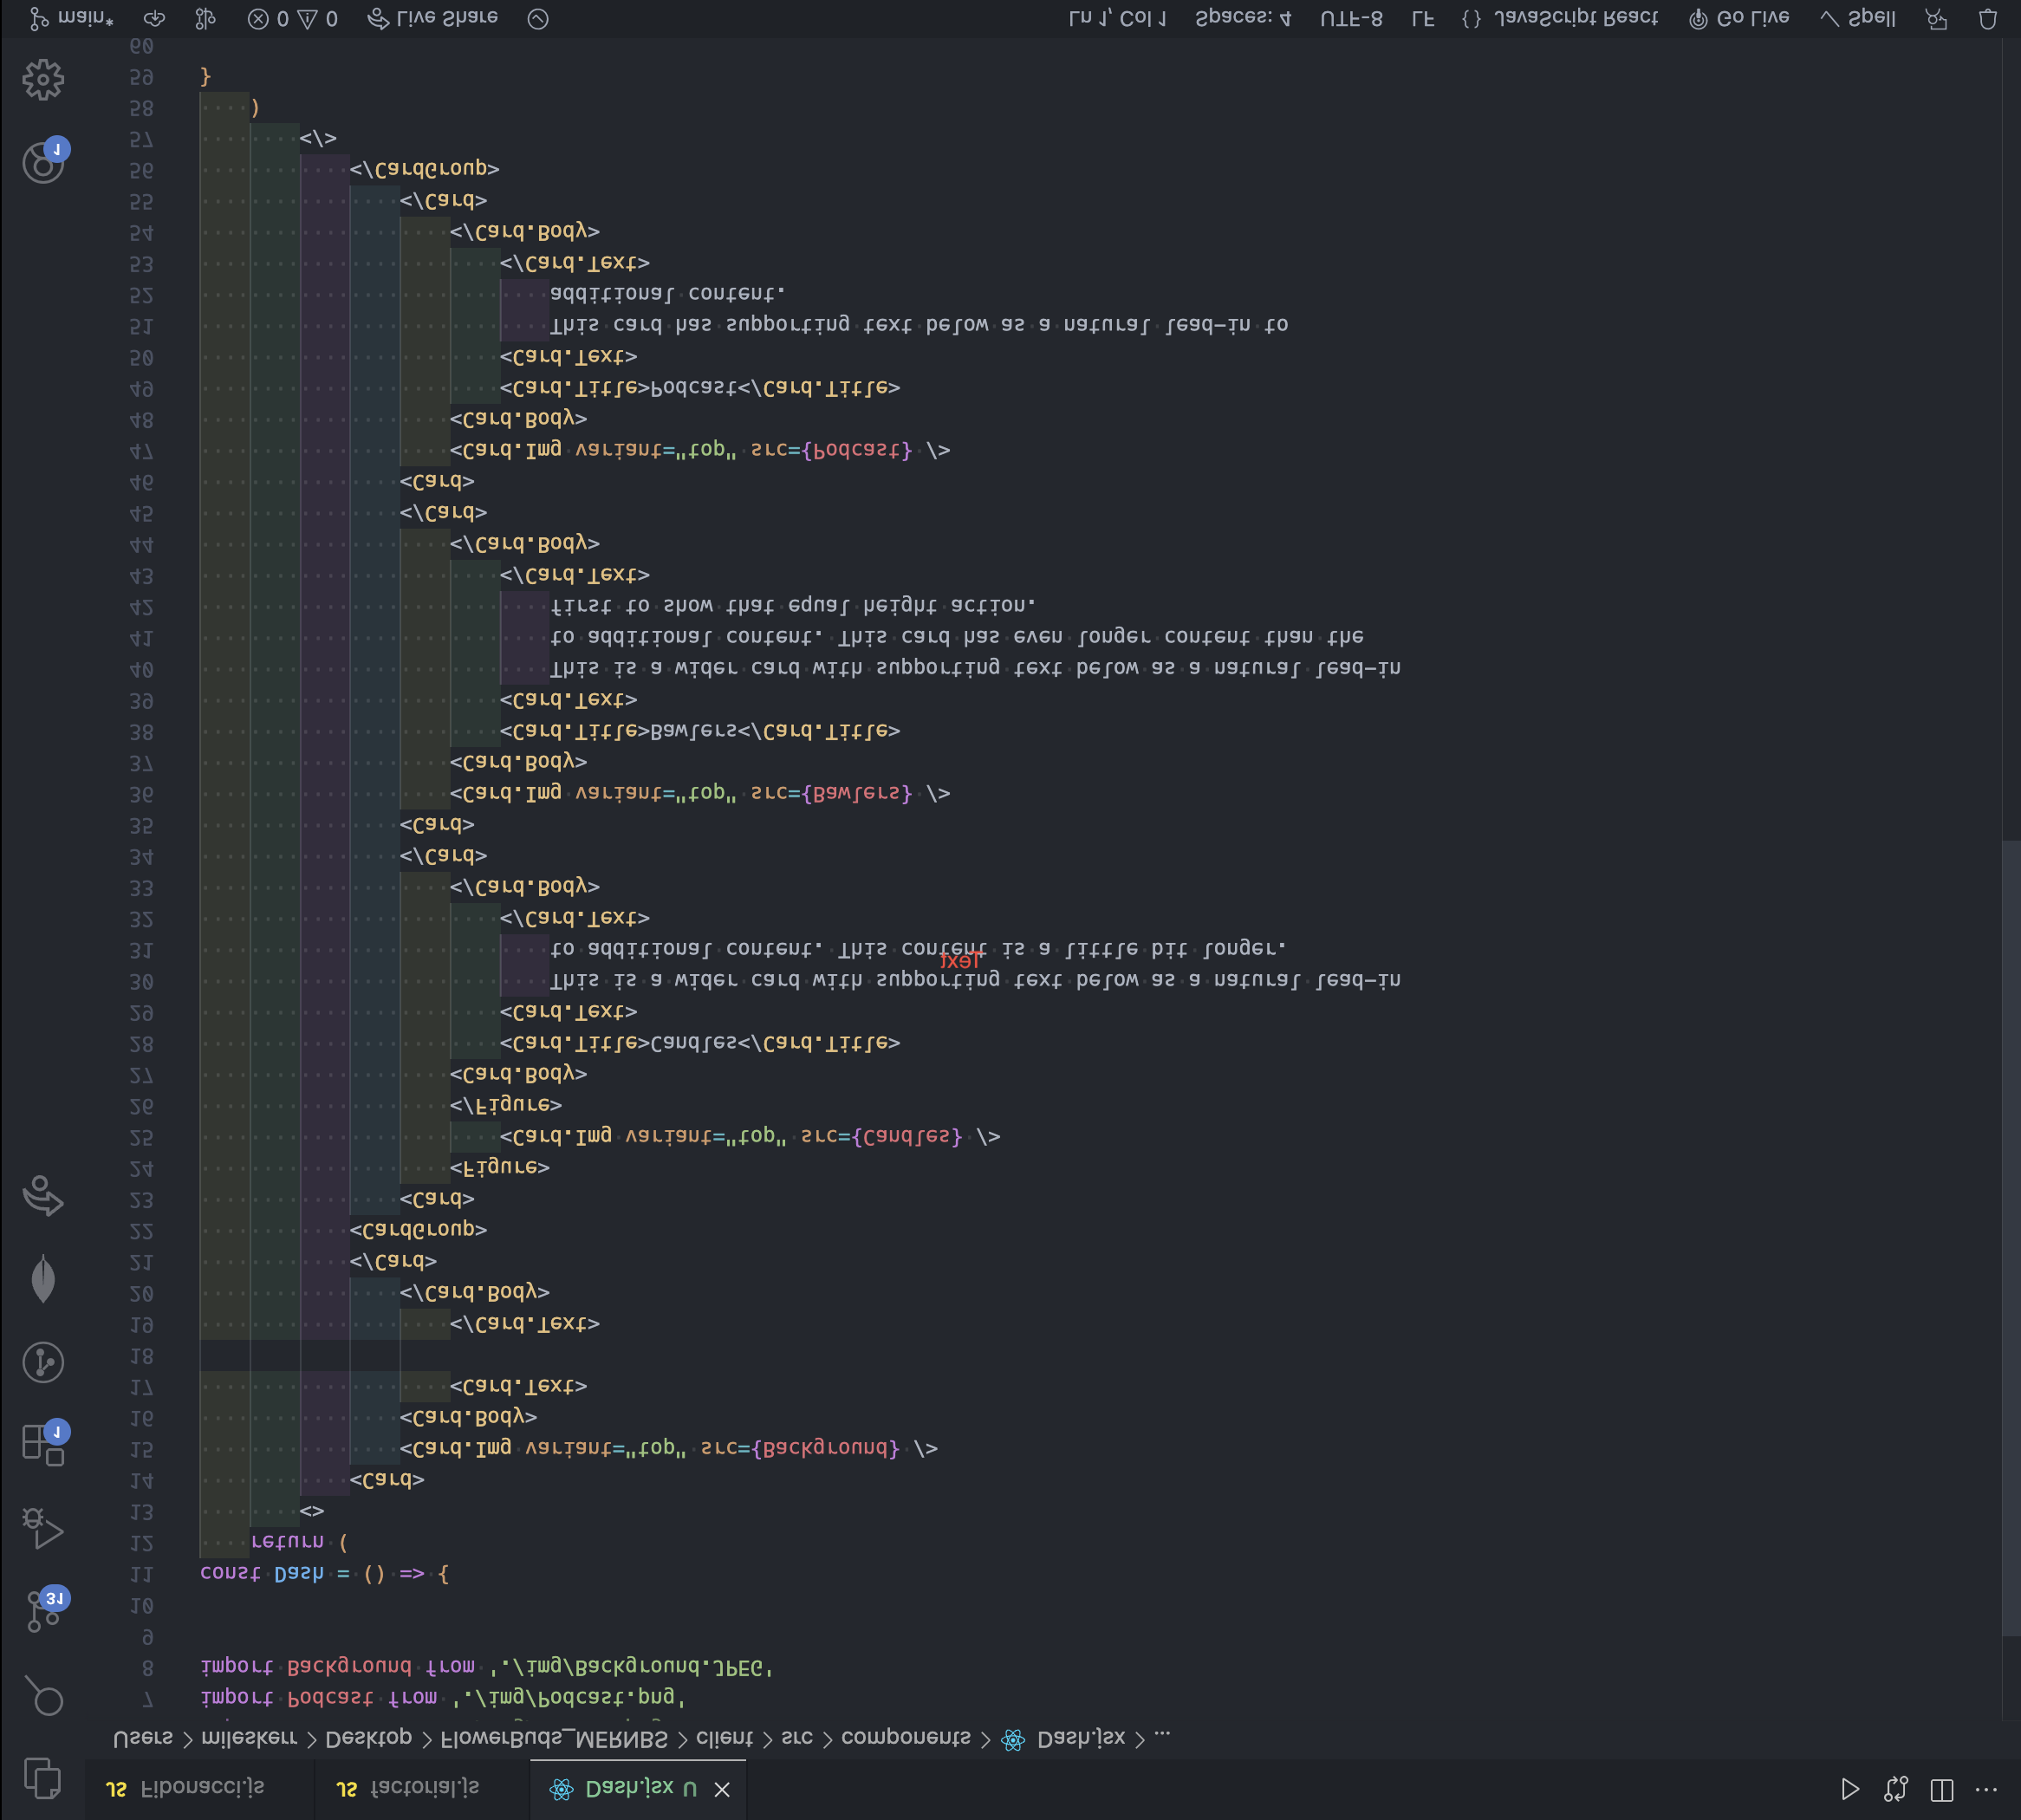 JS Fibonacci.js JS factorial.js Dash.jsx U
Users > mileskerr > Desktop > FlowerBuds_MERNBS > client > src > components > Dash.jsx > ...
7 import Podcast from './img/Podcast.png'
8 import Background from './img/Background.JPEG'
9
10
11 const Dash = () => {
12     return (
13         <>
14             <Card>
15                 <Card.Img variant="top" src={Background} />
16                 <Card.Body>
17                     <Card.Text>
18
19                     </Card.Text>
20                 </Card.Body>
21             </Card>
22             <CardGroup>
23                 <Card>
24                     <Figure>
25                         <Card.Img variant="top" src={Candles} />
26                     </Figure>
27                     <Card.Body>
28                         <Card.Title>Candles</Card.Title>
29                         <Card.Text>
30                             This is a wider card with supporting text below as a natural lead-in
Text
31                             to additional content. This content is a little bit longer.
32                         </Card.Text>
33                     </Card.Body>
34                 </Card>
35                 <Card>
36                     <Card.Img variant="top" src={Bawlers} />
37                     <Card.Body>
38                         <Card.Title>Bawlers</Card.Title>
39                         <Card.Text>
40                             This is a wider card with supporting text below as a natural lead-in
41                             to additional content. This card has even longer content than the
42                             first to show that equal height action.
43                         </Card.Text>
44                     </Card.Body>
45                 </Card>
46                 <Card>
47                     <Card.Img variant="top" src={Podcast} />
48                     <Card.Body>
49                         <Card.Title>Podcast</Card.Title>
50                         <Card.Text>
51                             This card has supporting text below as a natural lead-in to
52                             additional content.
53                         </Card.Text>
54                     </Card.Body>
55                 </Card>
56             </CardGroup>
57         </>
58     )
59 }
60
31
1
1
main* 0 0 Live Share Ln 1, Col 1 Spaces: 4 UTF-8 LF {} JavaScript React Go Live Spell